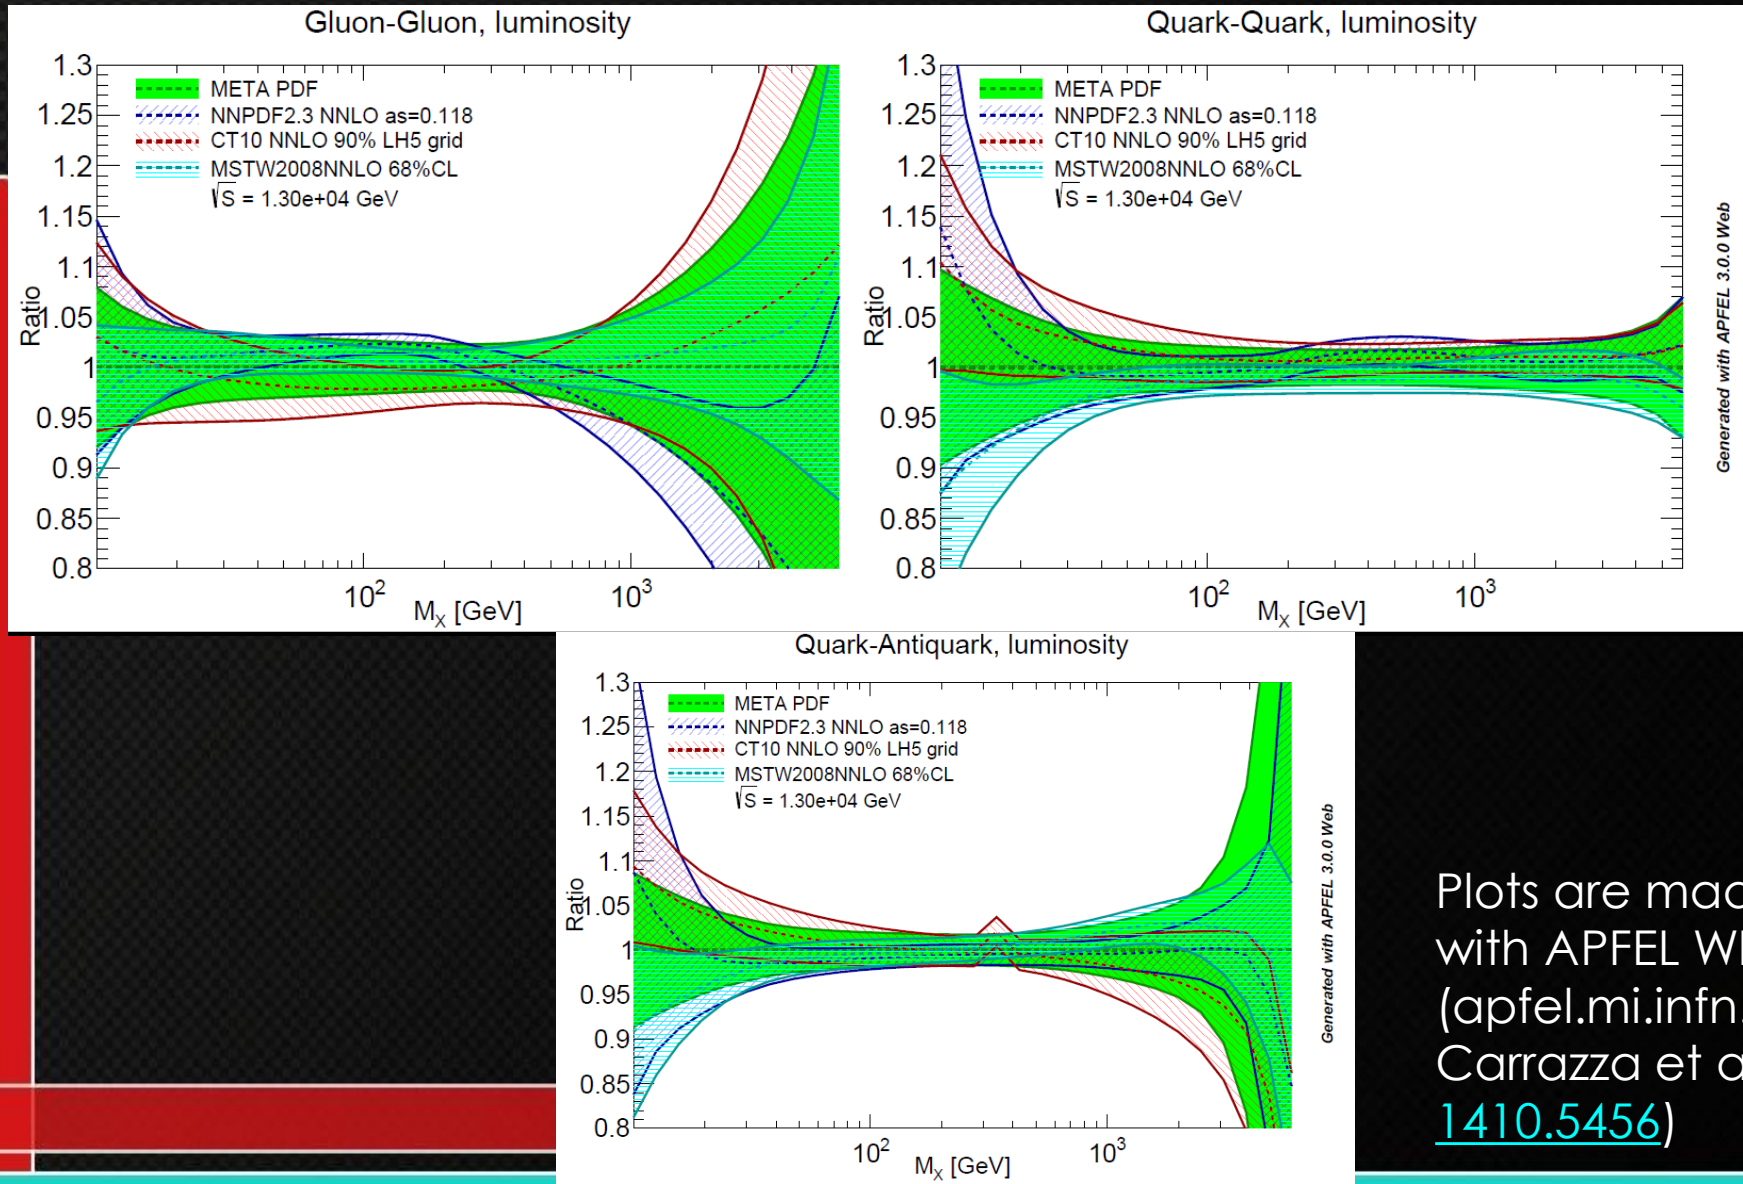 Gluon-Gluon, luminosity
1.3
1.25
1.2
1.15
1.1
1.05
1
0.95
0.9
0.85
0.8
Ratio
META PDF
NNPDF2.3 NNLO as=0.118
CT10 NNLO 90% LH5 grid
MSTW2008NNLO 68%CL
√S = 1.30e+04 GeV
10²
10³
M_X [GeV]
Quark-Quark, luminosity
1.3
1.25
1.2
1.15
1.1
1.05
1
0.95
0.9
0.85
0.8
Ratio
META PDF
NNPDF2.3 NNLO as=0.118
CT10 NNLO 90% LH5 grid
MSTW2008NNLO 68%CL
√S = 1.30e+04 GeV
10²
10³
M_X [GeV]
Generated with APFEL 3.0.0 Web
Quark-Antiquark, luminosity
1.3
1.25
1.2
1.15
1.1
1.05
1
0.95
0.9
0.85
0.8
Ratio
META PDF
NNPDF2.3 NNLO as=0.118
CT10 NNLO 90% LH5 grid
MSTW2008NNLO 68%CL
√S = 1.30e+04 GeV
10²
10³
M_X [GeV]
Generated with APFEL 3.0.0 Web
Plots are
with APFEL
(apfel.mi.infn.
Carrazza et
1410.5456)